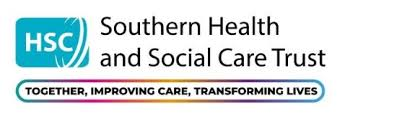 HSC
Southern Health
and Social Care Trust
TOGETHER, IMPROVING CARE, TRANSFORMING LIVES